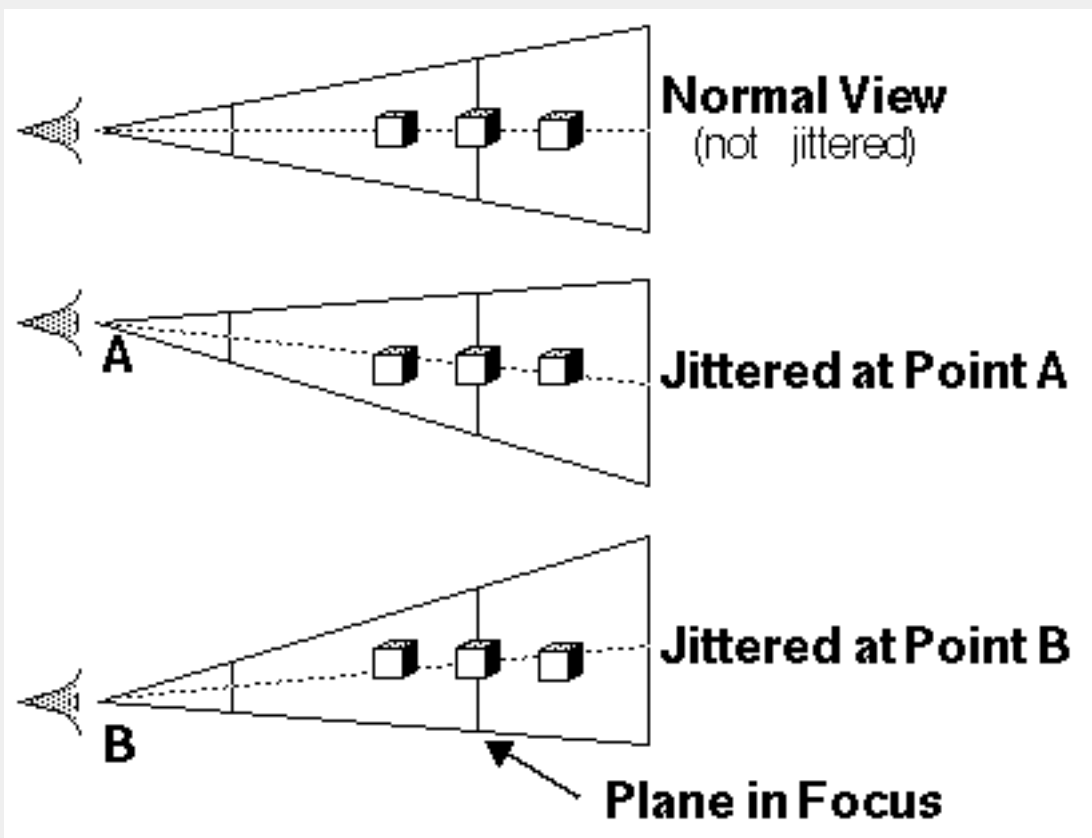 Normal View
(not jittered)
A
Jittered at Point A
Jittered at Point B
B
Plane in Focus